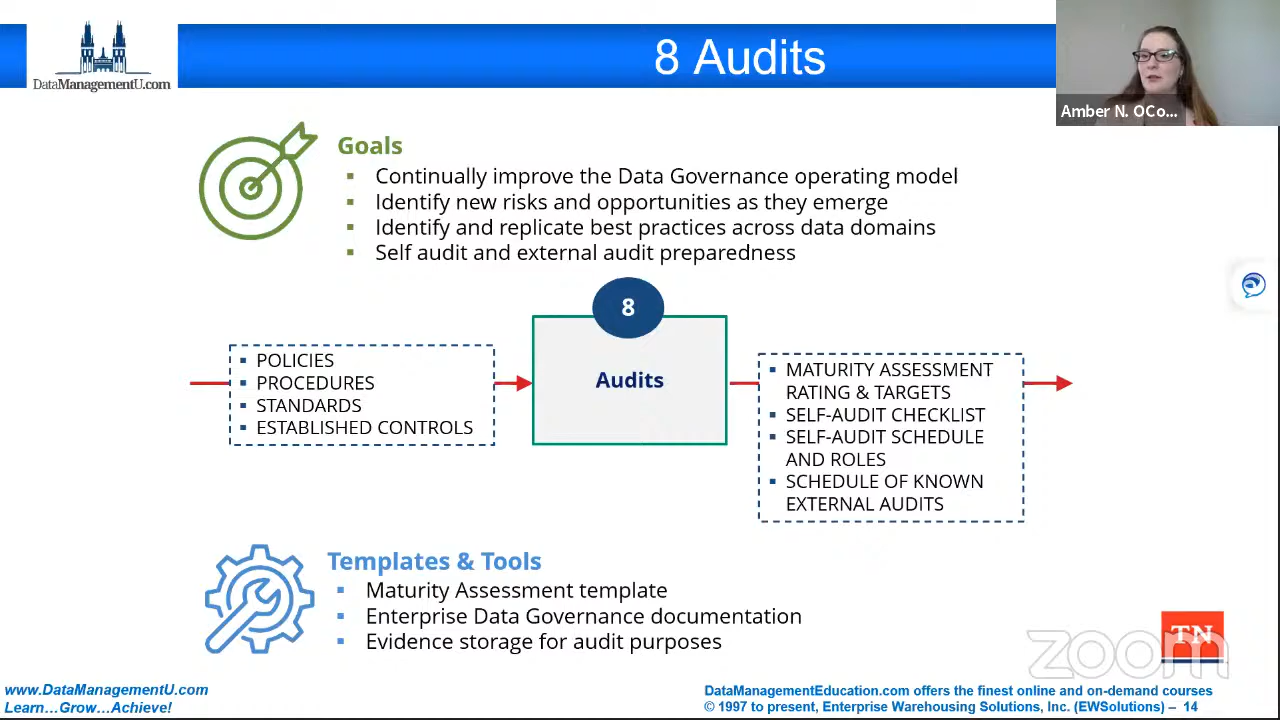 8 Audits
DataManagementU.com
Amber N. OCo...
Goals
▪ Continually improve the Data Governance operating model
▪ Identify new risks and opportunities as they emerge
▪ Identify and replicate best practices across data domains
▪ Self audit and external audit preparedness
8
Audits
▪ POLICIES
▪ PROCEDURES
▪ STANDARDS
▪ ESTABLISHED CONTROLS
▪ MATURITY ASSESSMENT
RATING & TARGETS
▪ SELF-AUDIT CHECKLIST
▪ SELF-AUDIT SCHEDULE
AND ROLES
▪ SCHEDULE OF KNOWN
EXTERNAL AUDITS
Templates & Tools
▪ Maturity Assessment template
▪ Enterprise Data Governance documentation
▪ Evidence storage for audit purposes
TN
zoom
www.DataManagementU.com
Learn…Grow…Achieve!
DataManagementEducation.com offers the finest online and on-demand courses
© 1997 to present, Enterprise Warehousing Solutions, Inc. (EWSolutions) – 14